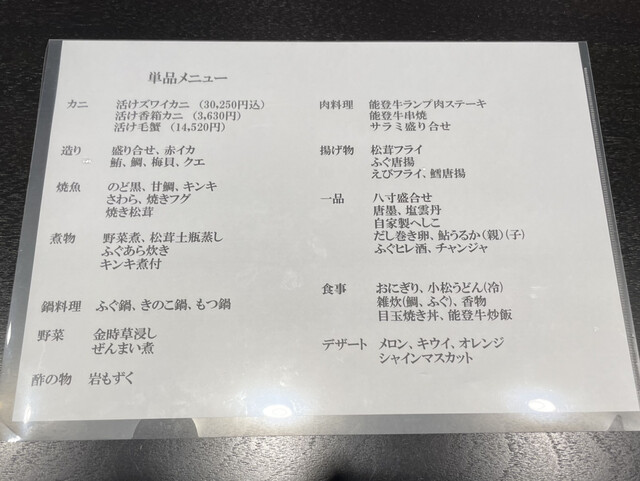 単品メニュー
カニ 活けズワイカニ (30,250円込)
活け香箱カニ (3,630円)
活け毛蟹 (14,520円)
造り 盛り合せ、赤イカ
鮪、鯛、梅貝、クエ
焼魚 のど黒、甘鯛、キンキ
さわら、焼きフグ
焼き松茸
煮物 野菜煮、松茸土瓶蒸し
ふぐあら炊き
キンキ煮付
鍋料理 ふぐ鍋、きのこ鍋、もつ鍋
野菜 金時草浸し
ぜんまい煮
酢の物 岩もずく
肉料理 能登牛ランプ肉ステーキ
能登牛串焼
サラミ盛り合せ
揚げ物 松茸フライ
ふぐ唐揚
えびフライ、鱈唐揚
一品 八寸盛合せ
唐墨、塩雲丹
自家製へしこ
だし巻き卵、鮎うるか(親)(子)
ふぐヒレ酒、チャンジャ
食事 おにぎり、小松うどん(冷)
雑炊(鯛、ふぐ)、香物
目玉焼き丼、能登牛炒飯
デザート メロン、キウイ、オレンジ
シャインマスカット